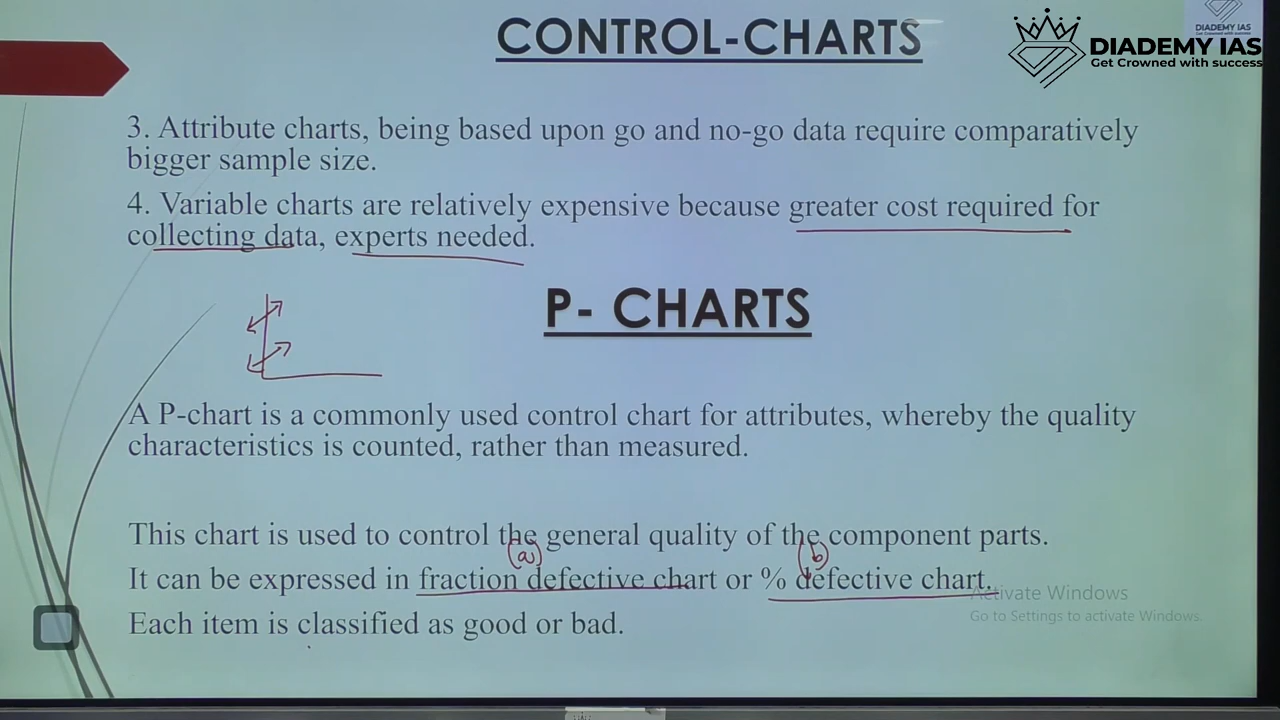 CONTROL-CHARTS
DIADEMY IAS
Get Crowned with success
DIADEMY IAS
Get Crowned with success
3. Attribute charts, being based upon go and no-go data require comparatively
bigger sample size.
4. Variable charts are relatively expensive because greater cost required for
collecting data, experts needed.
P- CHARTS
A P-chart is a commonly used control chart for attributes, whereby the quality
characteristics is counted, rather than measured.
This chart is used to control the general quality of the component parts.
(a) (b)
It can be expressed in fraction defective chart or % defective chart.
Activate Windows
Go to Settings to activate Windows.
Each item is classified as good or bad.